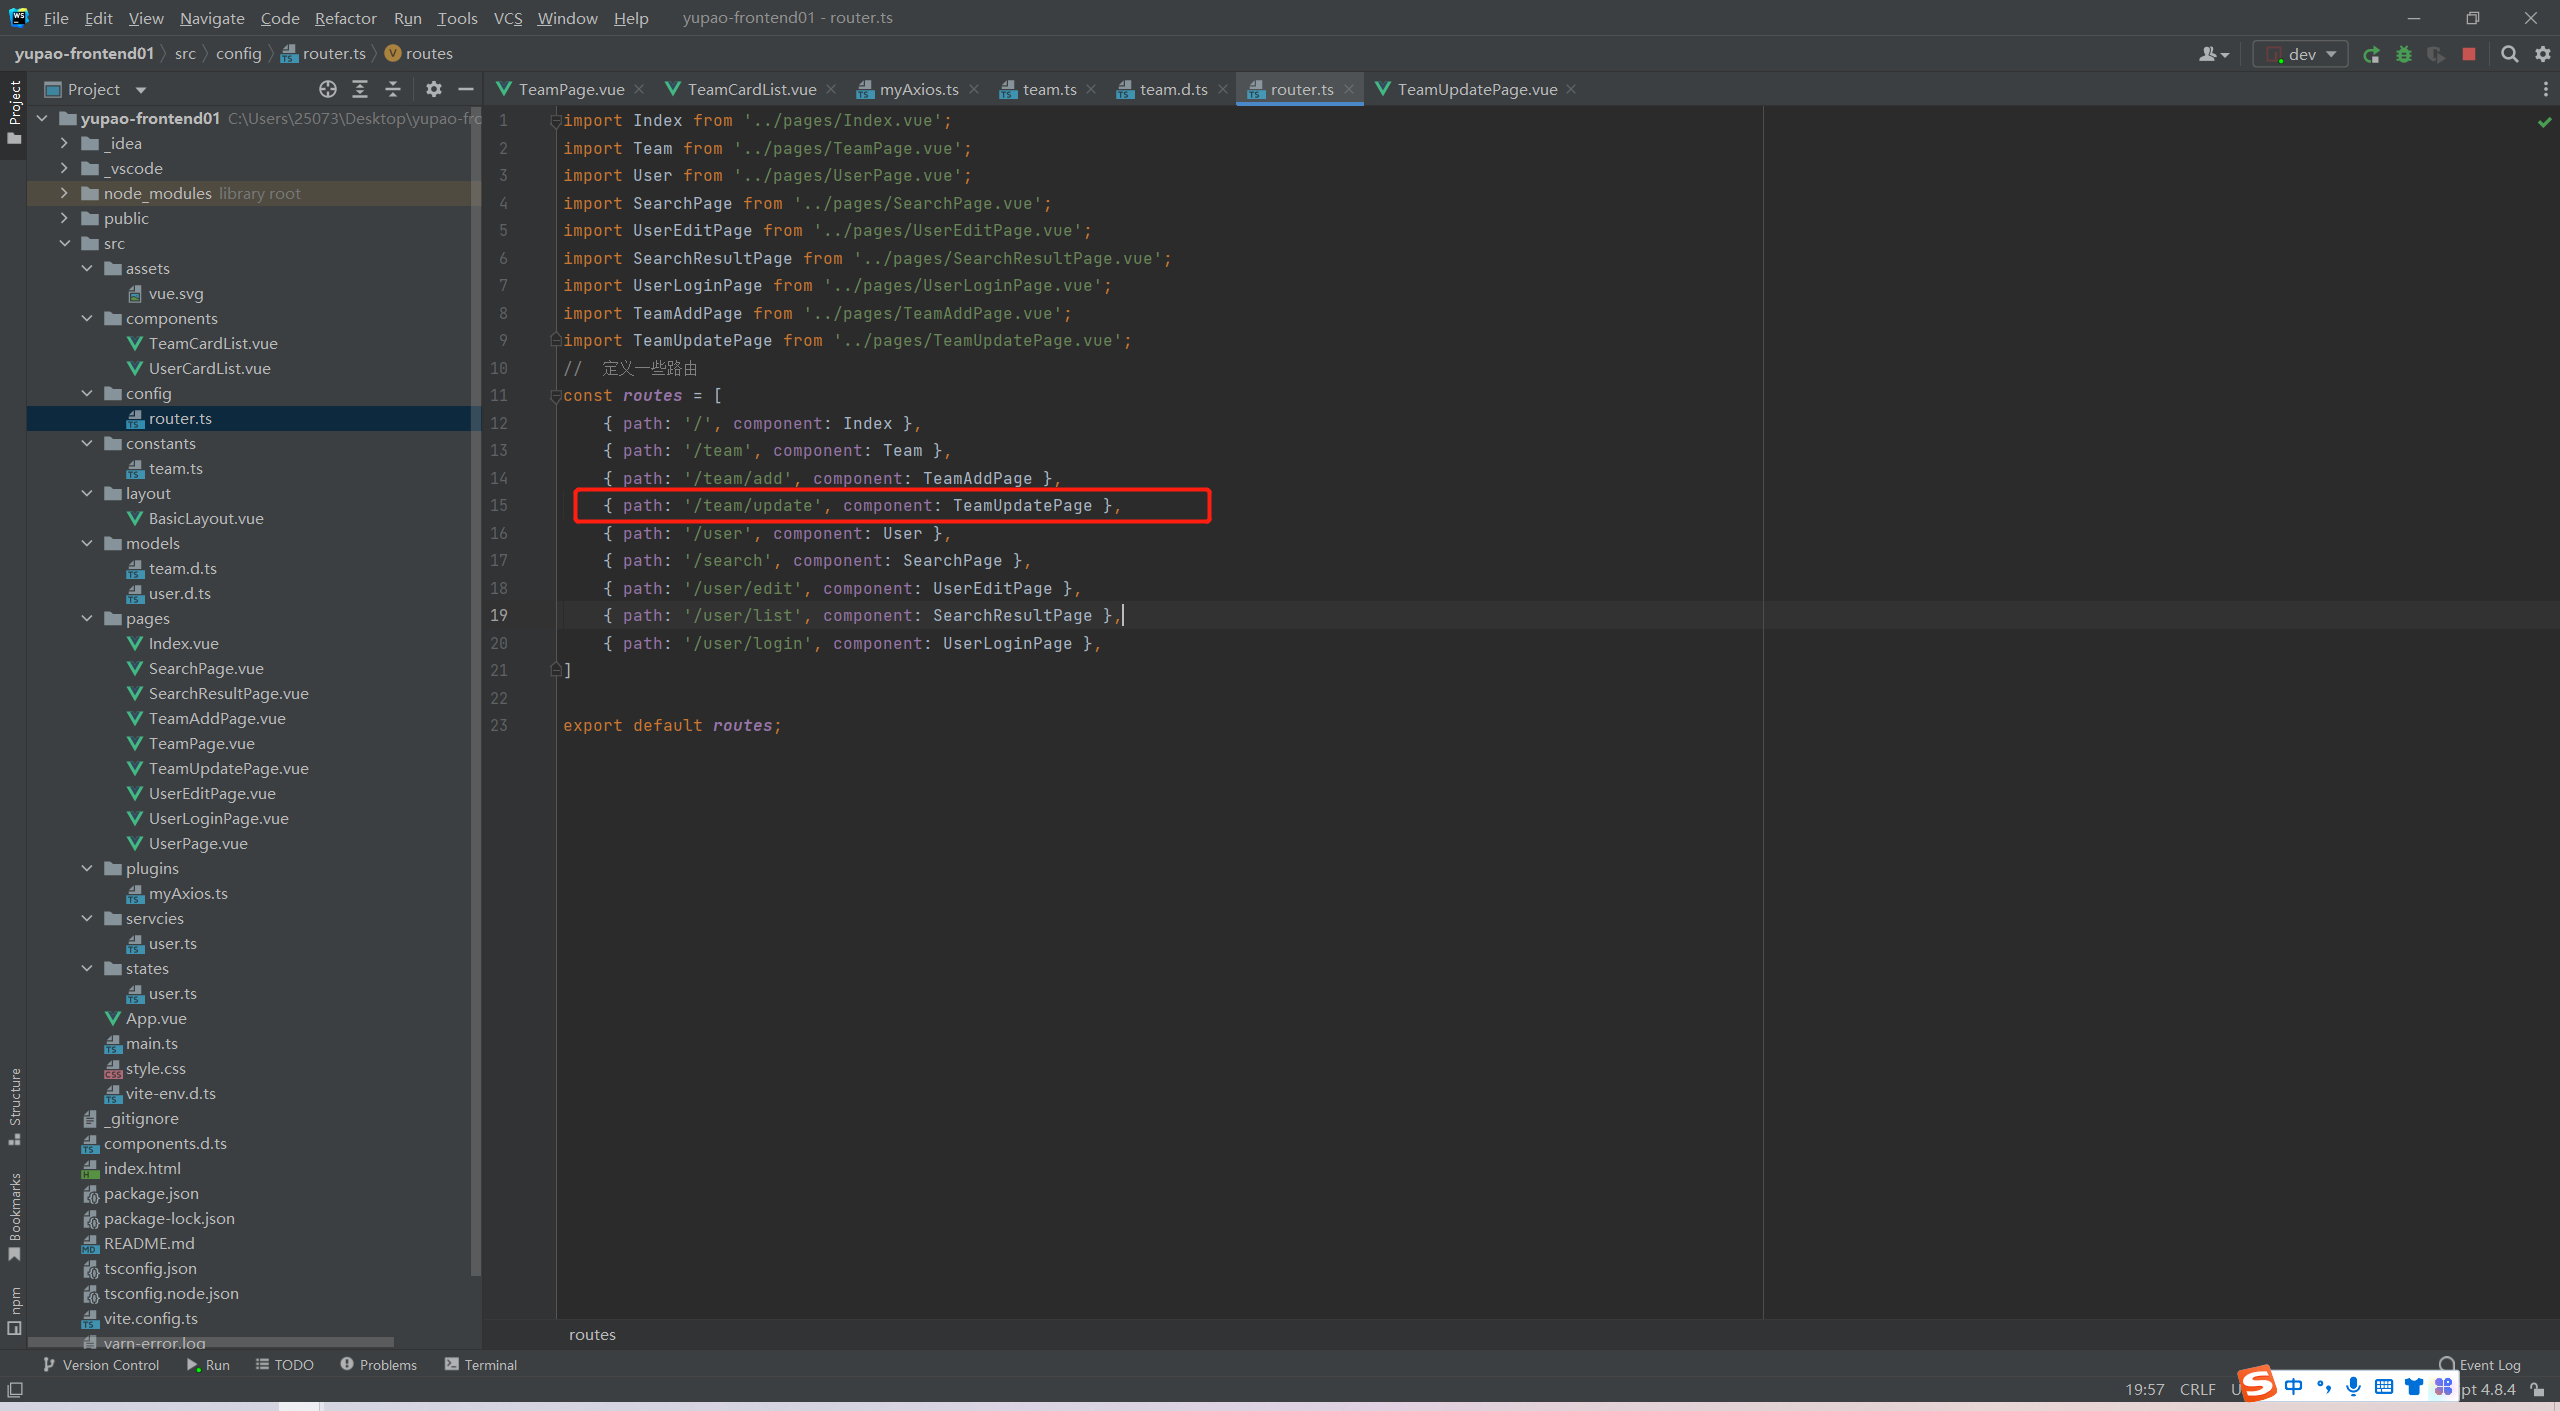 File Edit View Navigate Code Refactor Run Tools VCS Window Help yupao-frontend01 - router.ts
yupao-frontend01 src config router.ts routes dev
Project
Project
yupao-frontend01 C:\Users\25073\Desktop\yupao-fro
_idea
_vscode
node_modules library root
public
src
assets
vue.svg
components
TeamCardList.vue
UserCardList.vue
config
router.ts
constants
team.ts
layout
BasicLayout.vue
models
team.d.ts
user.d.ts
pages
Index.vue
SearchPage.vue
SearchResultPage.vue
TeamAddPage.vue
TeamPage.vue
TeamUpdatePage.vue
UserEditPage.vue
UserLoginPage.vue
UserPage.vue
plugins
myAxios.ts
servcies
user.ts
states
user.ts
App.vue
main.ts
style.css
vite-env.d.ts
_gitignore
components.d.ts
index.html
package.json
package-lock.json
README.md
tsconfig.json
tsconfig.node.json
vite.config.ts
yarn-error.log
Structure
Bookmarks
npm
TeamPage.vue TeamCardList.vue myAxios.ts team.ts team.d.ts router.ts TeamUpdatePage.vue
1 import Index from '../pages/Index.vue';
2 import Team from '../pages/TeamPage.vue';
3 import User from '../pages/UserPage.vue';
4 import SearchPage from '../pages/SearchPage.vue';
5 import UserEditPage from '../pages/UserEditPage.vue';
6 import SearchResultPage from '../pages/SearchResultPage.vue';
7 import UserLoginPage from '../pages/UserLoginPage.vue';
8 import TeamAddPage from '../pages/TeamAddPage.vue';
9 import TeamUpdatePage from '../pages/TeamUpdatePage.vue';
10 // 定义一些路由
11 const routes = [
12 { path: '/', component: Index },
13 { path: '/team', component: Team },
14 { path: '/team/add', component: TeamAddPage },
15 { path: '/team/update', component: TeamUpdatePage },
16 { path: '/user', component: User },
17 { path: '/search', component: SearchPage },
18 { path: '/user/edit', component: UserEditPage },
19 { path: '/user/list', component: SearchResultPage },
20 { path: '/user/login', component: UserLoginPage },
21 ]
22
23 export default routes;
routes
Version Control Run TODO Problems Terminal Event Log
19:57 CRLF U 中 pt 4.8.4